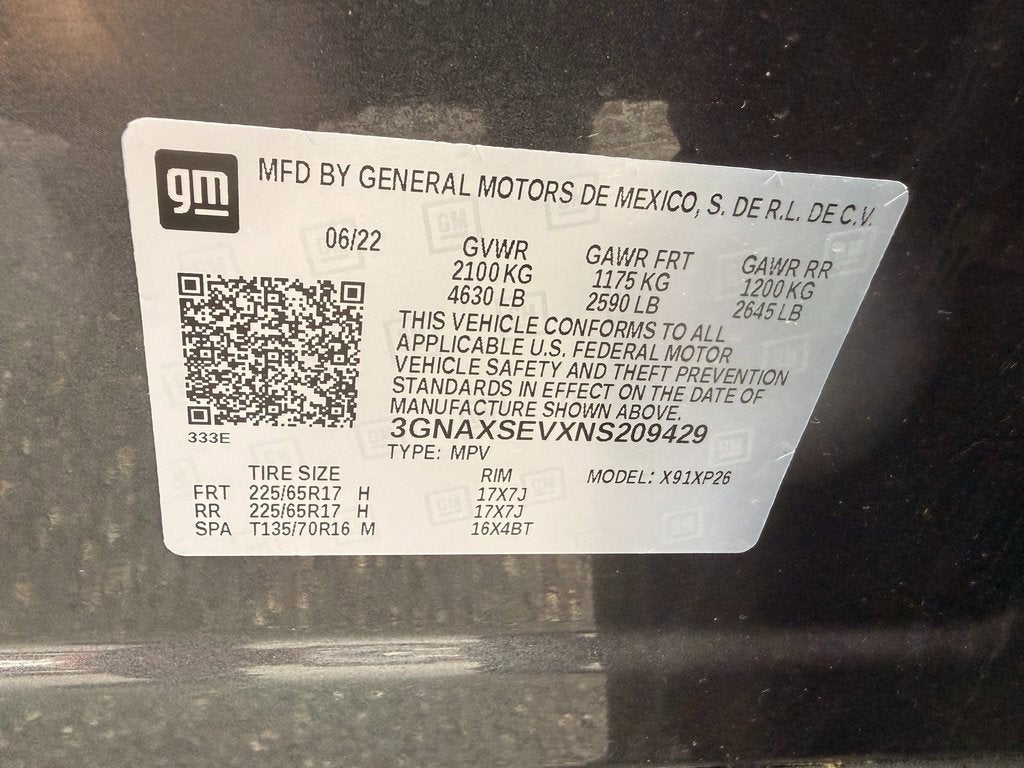 gm
MFD BY GENERAL MOTORS DE MEXICO, S. DE R.L. DE C.V.
06/22 GVWR GAWR FRT GAWR RR
2100 KG 1175 KG 1200 KG
4630 LB 2590 LB 2645 LB
THIS VEHICLE CONFORMS TO ALL
APPLICABLE U.S. FEDERAL MOTOR
VEHICLE SAFETY AND THEFT PREVENTION
STANDARDS IN EFFECT ON THE DATE OF
MANUFACTURE SHOWN ABOVE.
3GNAXSEVXNS209429
333E
TYPE: MPV
TIRE SIZE RIM MODEL: X91XP26
FRT 225/65R17 H 17X7J
RR 225/65R17 H 17X7J
SPA T135/70R16 M 16X4BT